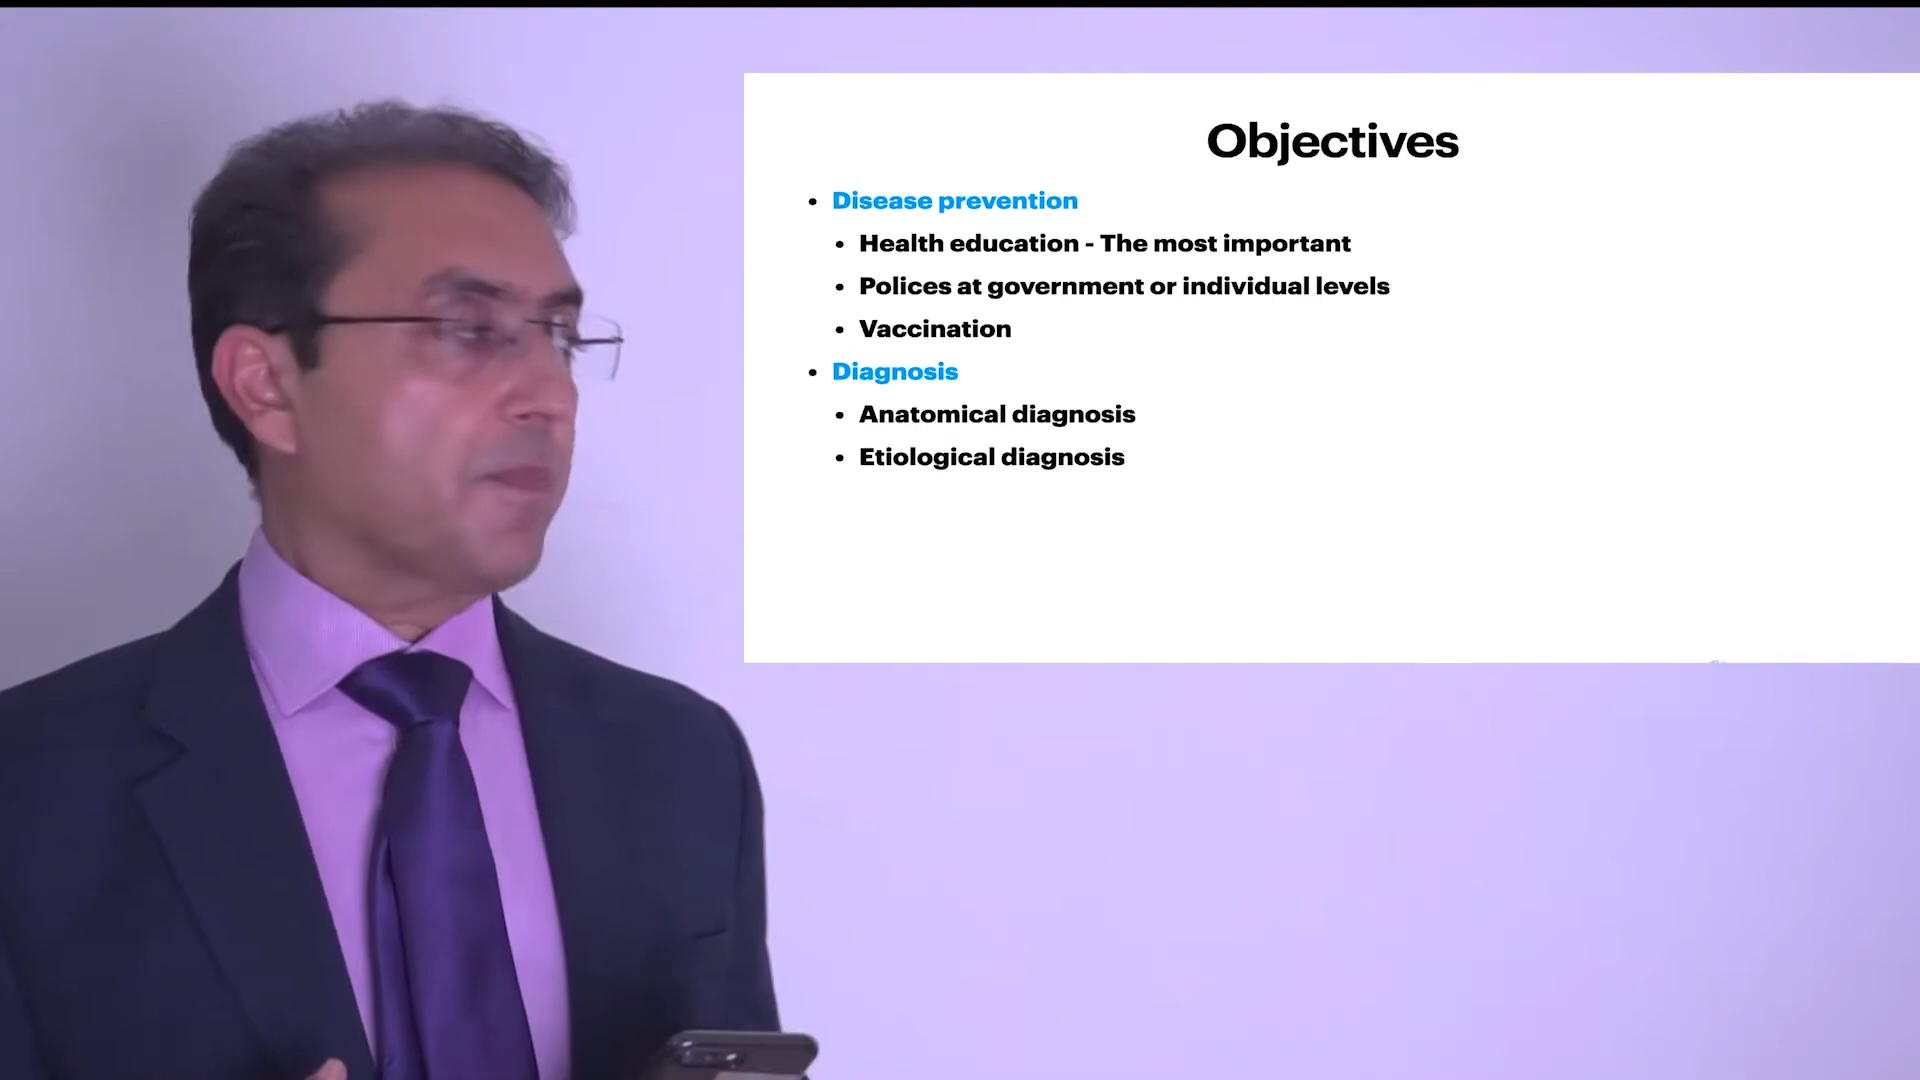 Objectives
• Disease prevention
• Health education - The most important
• Polices at government or individual levels
• Vaccination
• Diagnosis
• Anatomical diagnosis
• Etiological diagnosis